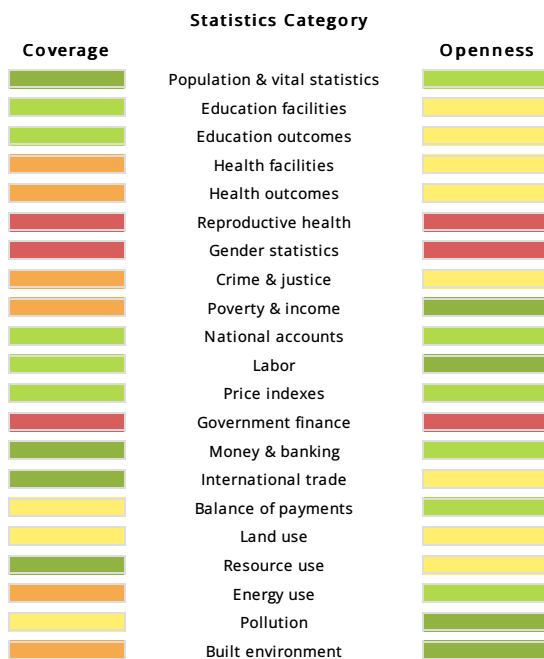 Statistics Category
Coverage
Openness
Population & vital statistics
Education facilities
Education outcomes
Health facilities
Health outcomes
Reproductive health
Gender statistics
Crime & justice
Poverty & income
National accounts
Labor
Price indexes
Government finance
Money & banking
International trade
Balance of payments
Land use
Resource use
Energy use
Pollution
Built environment